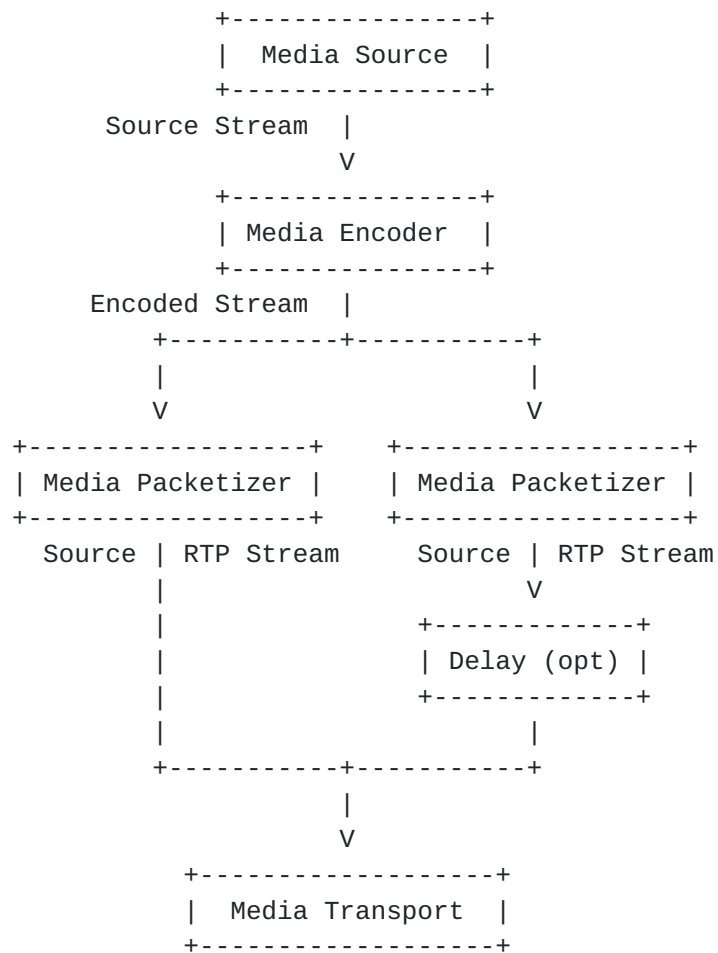 +----------------+
|  Media Source  |
+----------------+
Source Stream  |
V
+----------------+
| Media Encoder  |
+----------------+
Encoded Stream  |
+-----------+-----------+
|                       |
V                       V
+------------------+    +------------------+
| Media Packetizer |    | Media Packetizer |
+------------------+    +------------------+
Source | RTP Stream     Source | RTP Stream
|                       V
|                +-------------+
|                | Delay (opt) |
|                +-------------+
|                       |
+-----------+-----------+
|
V
+-------------------+
|  Media Transport  |
+-------------------+